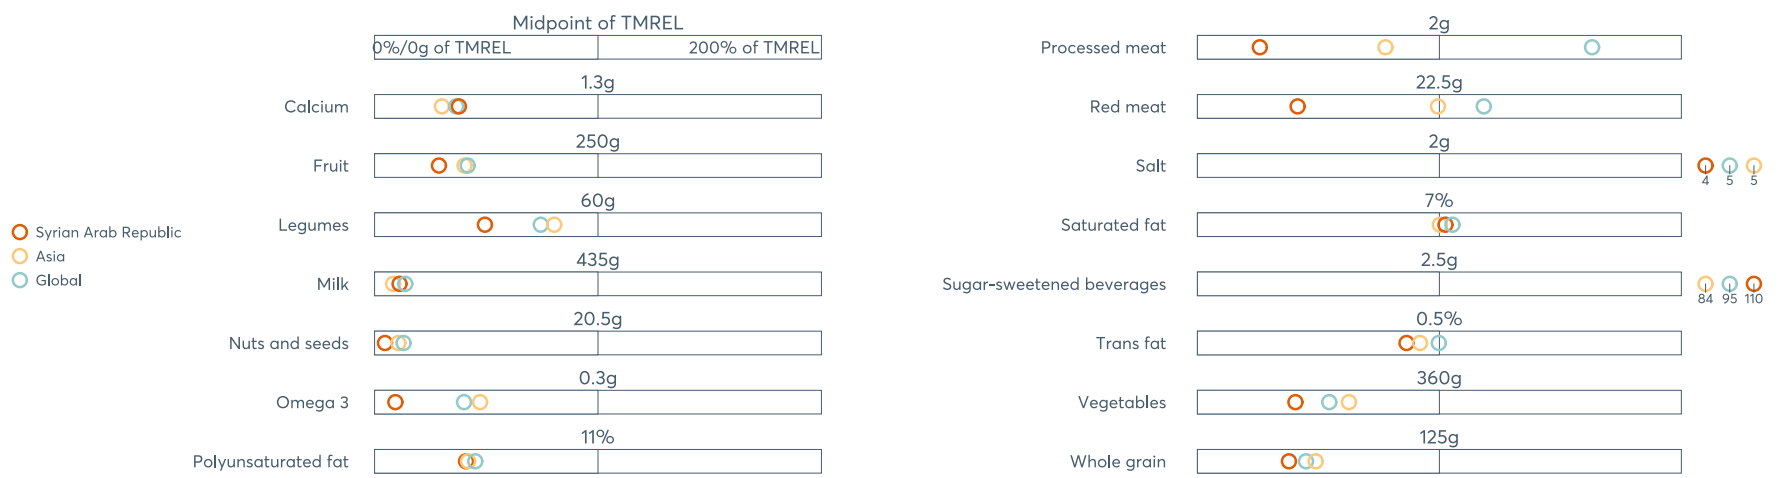 Midpoint of TMREL
0%/0g of TMREL
200% of TMREL
1.3g
Calcium
250g
Fruit
60g
Legumes
435g
Milk
20.5g
Nuts and seeds
0.3g
Omega 3
11%
Polyunsaturated fat
Syrian Arab Republic
Asia
Global
2g
Processed meat
22.5g
Red meat
2g
Salt
4 5 5
7%
Saturated fat
2.5g
Sugar-sweetened beverages
84 95 110
0.5%
Trans fat
360g
Vegetables
125g
Whole grain